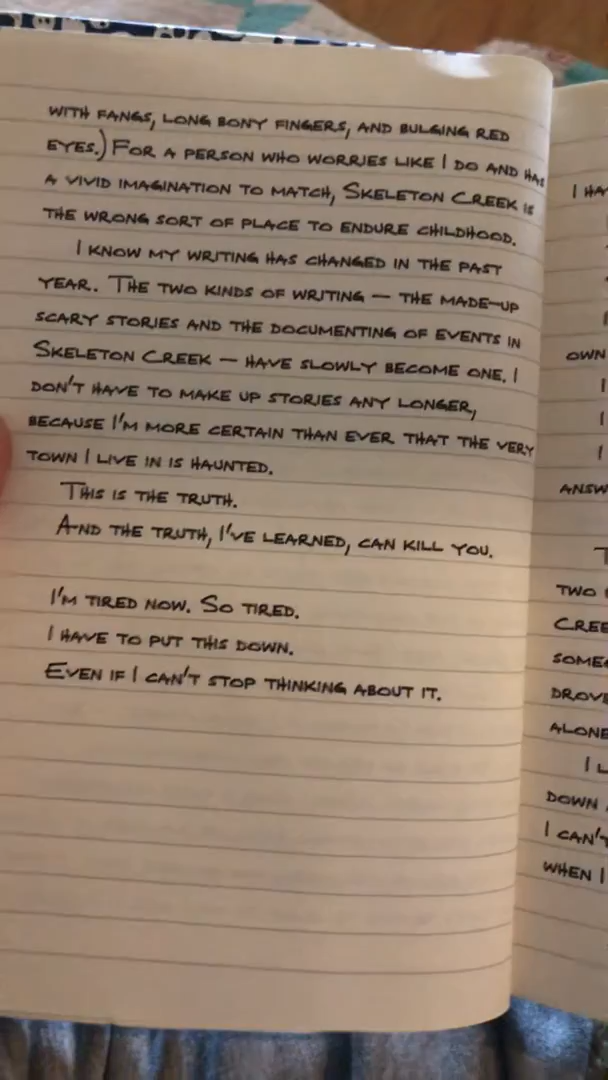 WITH FANGS, LONG BONY FINGERS, AND BULGING RED
EYES.) FOR A PERSON WHO WORRIES LIKE I DO AND HAS
A VIVID IMAGINATION TO MATCH, SKELETON CREEK IS
THE WRONG SORT OF PLACE TO ENDURE CHILDHOOD.
I KNOW MY WRITING HAS CHANGED IN THE PAST
YEAR. THE TWO KINDS OF WRITING — THE MADE-UP
SCARY STORIES AND THE DOCUMENTING OF EVENTS IN
SKELETON CREEK — HAVE SLOWLY BECOME ONE. I
DON'T HAVE TO MAKE UP STORIES ANY LONGER,
BECAUSE I'M MORE CERTAIN THAN EVER THAT THE VERY
TOWN I LIVE IN IS HAUNTED.
THIS IS THE TRUTH.
AND THE TRUTH, I'VE LEARNED, CAN KILL YOU.
I'M TIRED NOW. SO TIRED.
I HAVE TO PUT THIS DOWN.
EVEN IF I CAN'T STOP THINKING ABOUT IT.
I HA
OWN
I
I
I
ANSW
T
TWO
CREE
SOME
DROVE
ALONE
I L
DOWN
I CAN'T
WHEN I